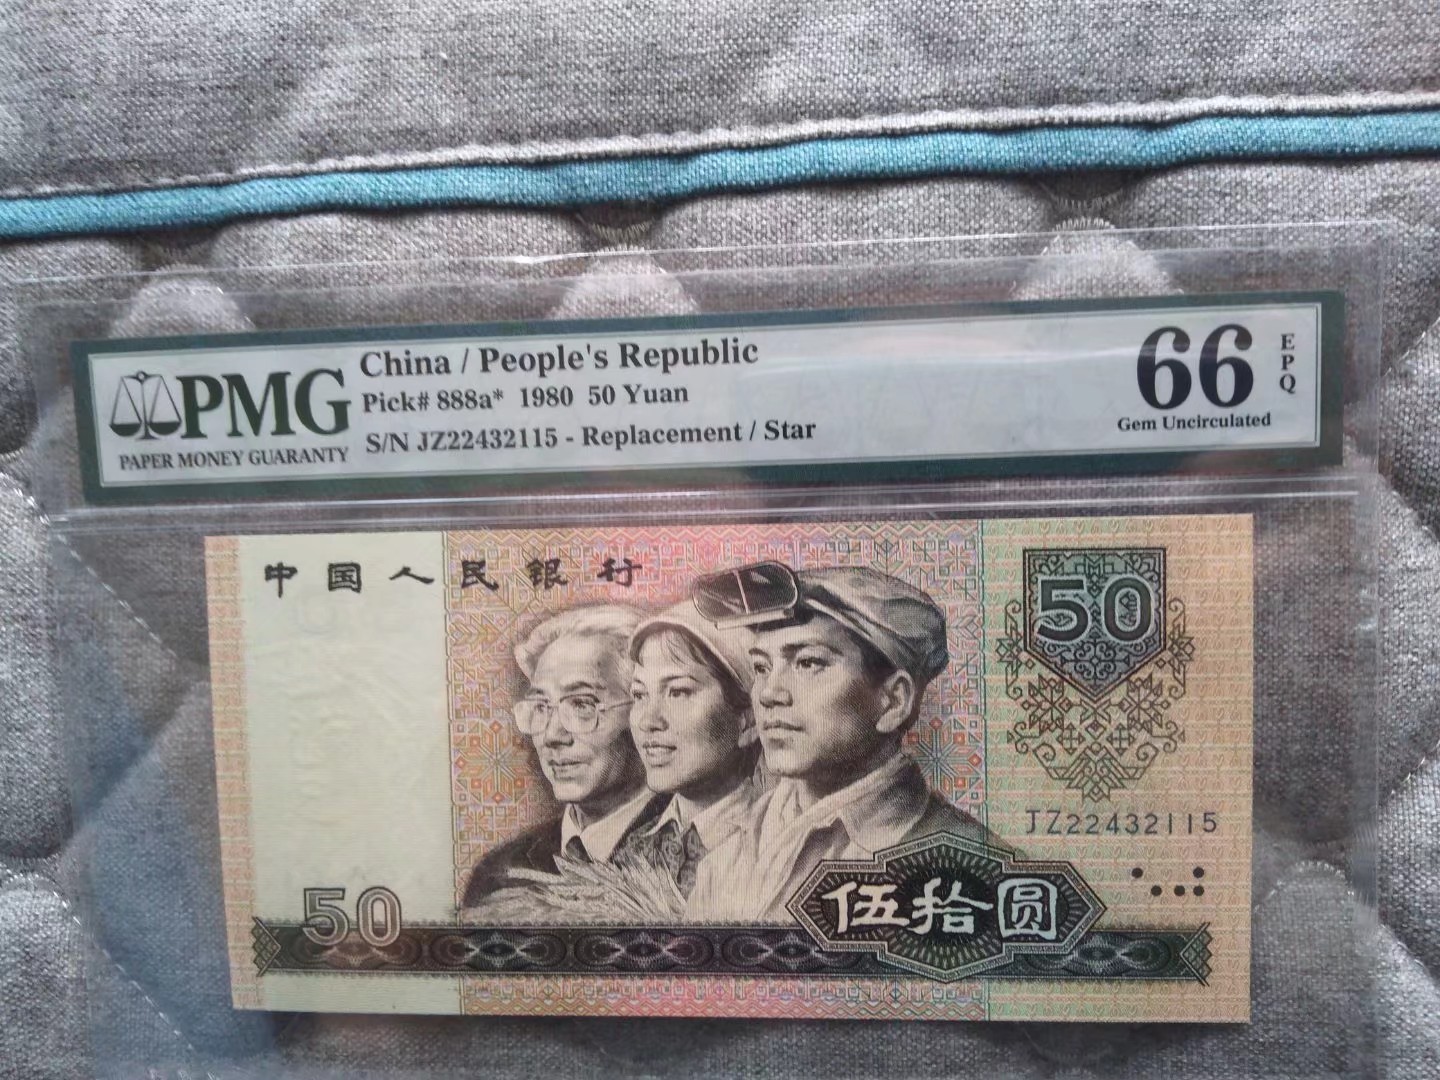 PMG
PAPER MONEY GUARANTY
China / People's Republic
Pick# 888a* 1980 50 Yuan
S/N JZ22432115 - Replacement / Star
66 EPQ
Gem Uncirculated
中国人民银行
50
JZ22432115
50
伍拾圆